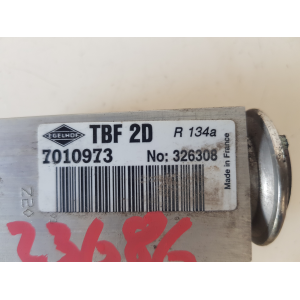 EGELHOF TBF 2D R 134a
7010973 No: 326308
Made in France
23686